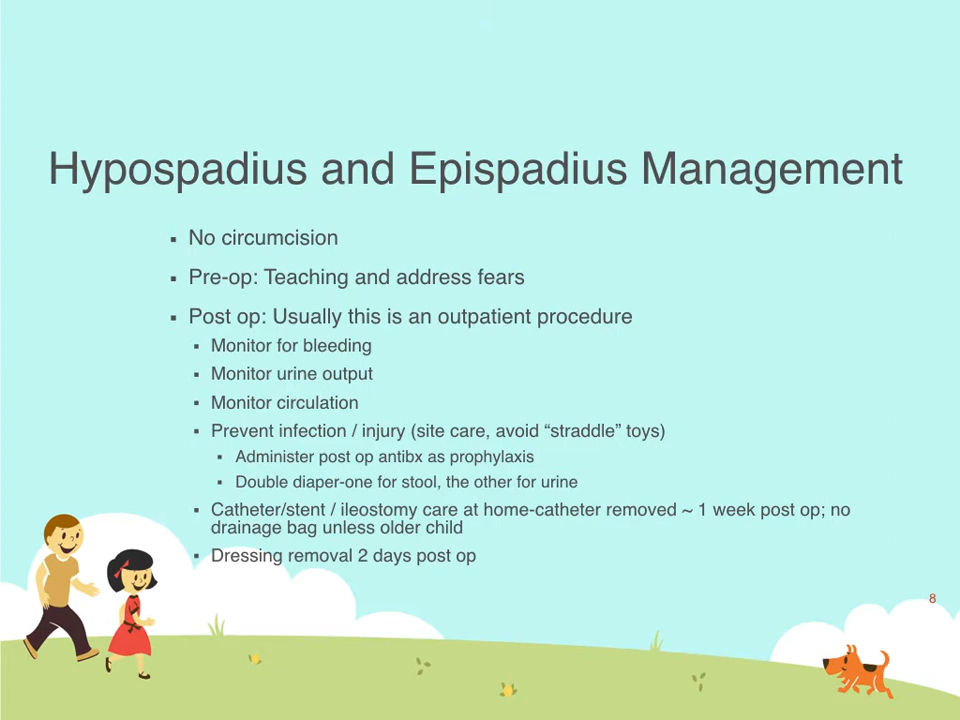 Hypospadius and Epispadius Management
▪ No circumcision
▪ Pre-op: Teaching and address fears
▪ Post op: Usually this is an outpatient procedure
▪ Monitor for bleeding
▪ Monitor urine output
▪ Monitor circulation
▪ Prevent infection / injury (site care, avoid “straddle” toys)
▪ Administer post op antibx as prophylaxis
▪ Double diaper-one for stool, the other for urine
▪ Catheter/stent / ileostomy care at home-catheter removed ~ 1 week post op; no
drainage bag unless older child
▪ Dressing removal 2 days post op
8